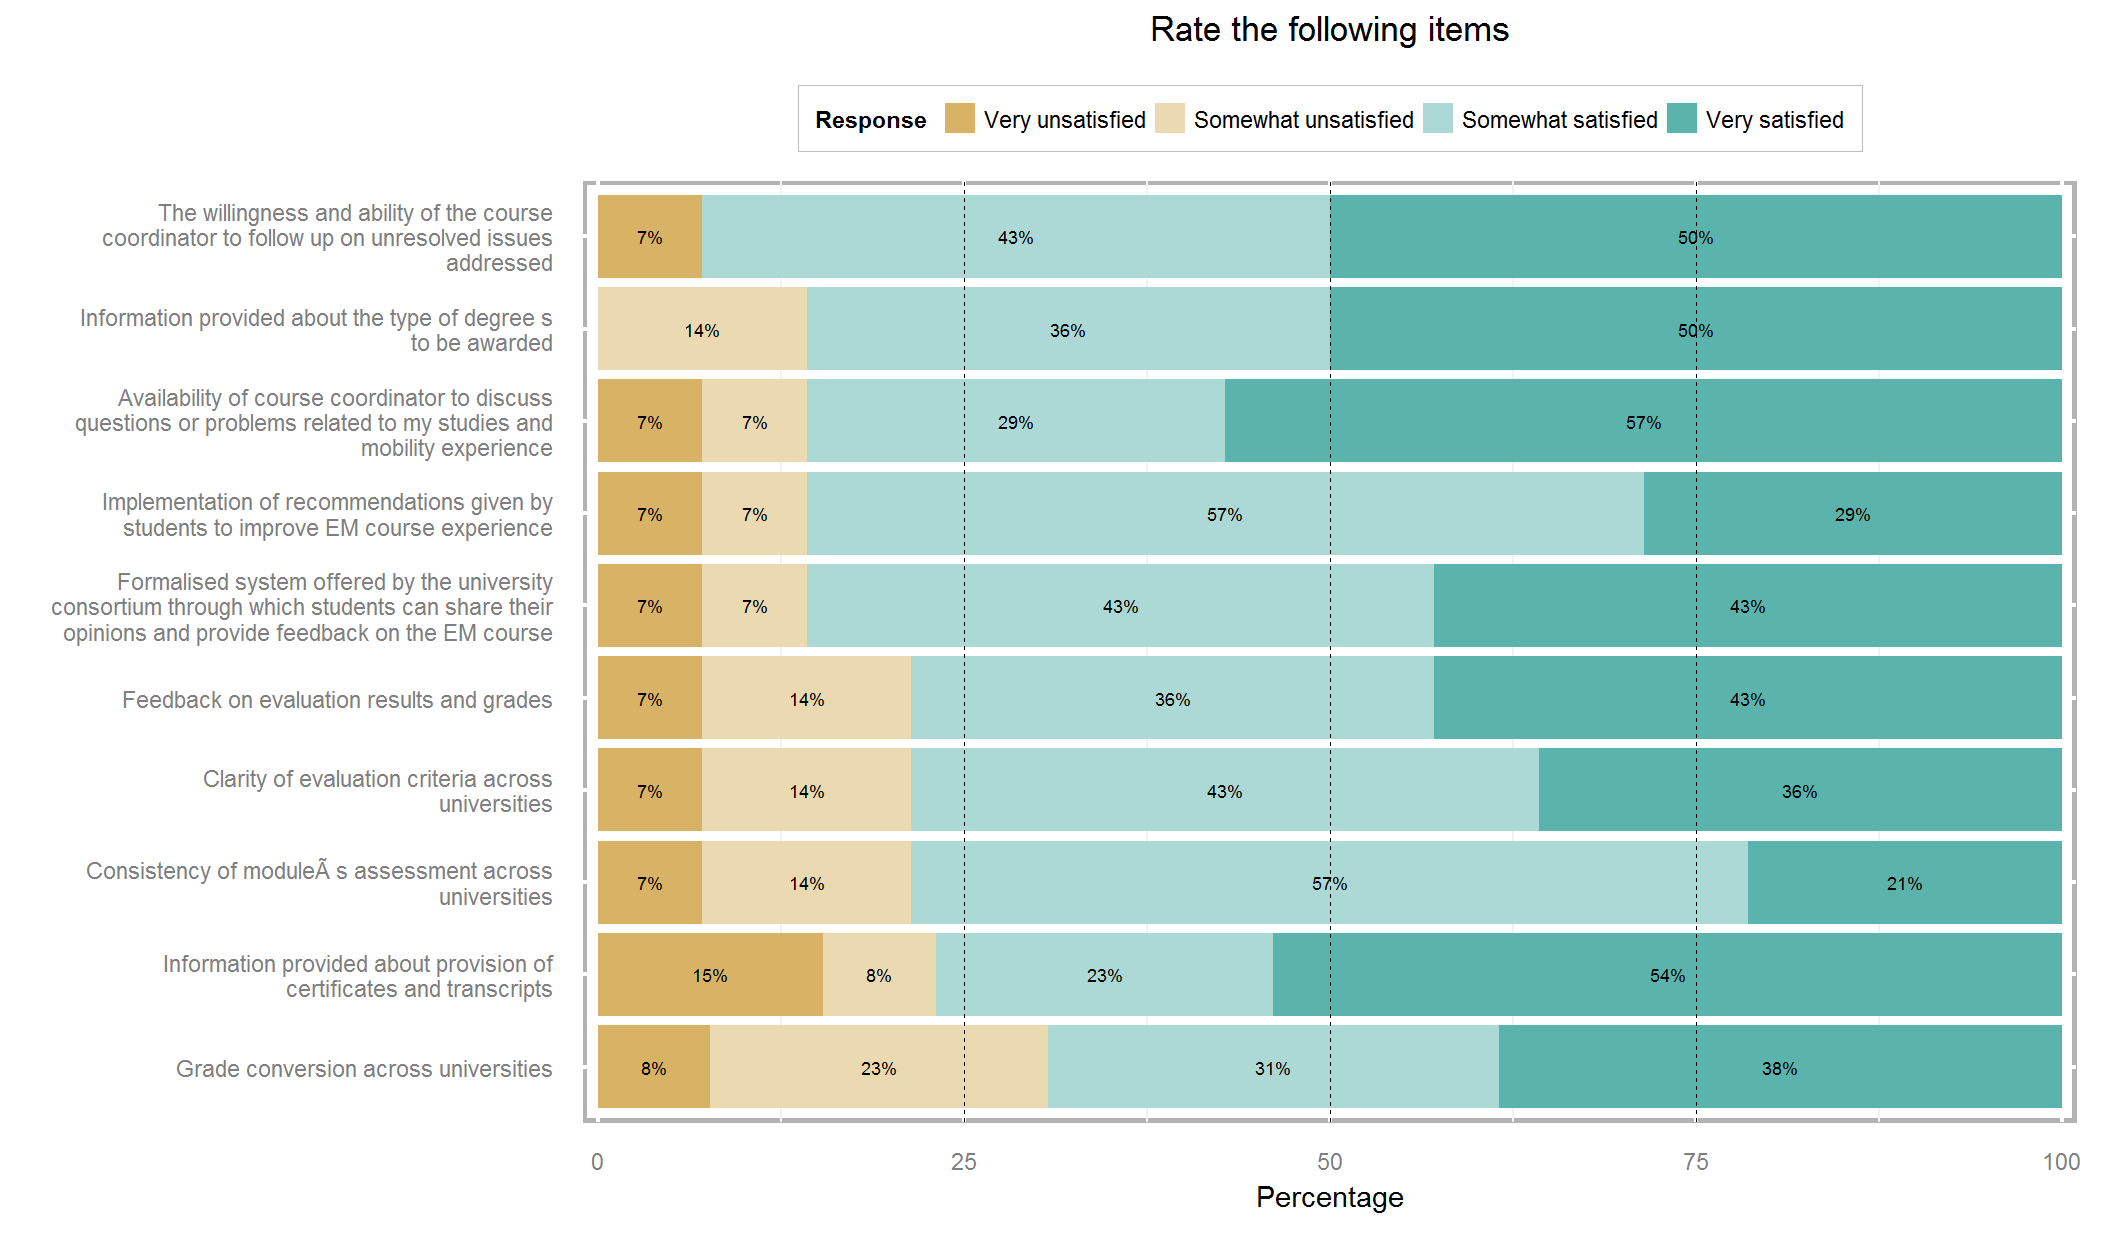 Rate the following items
Response Very unsatisfied Somewhat unsatisfied Somewhat satisfied Very satisfied
The willingness and ability of the course
coordinator to follow up on unresolved issues
addressed
7% 43% 50%
Information provided about the type of degree s
to be awarded
14% 36% 50%
Availability of course coordinator to discuss
questions or problems related to my studies and
mobility experience
7% 7% 29% 57%
Implementation of recommendations given by
students to improve EM course experience
7% 7% 57% 29%
Formalised system offered by the university
consortium through which students can share their
opinions and provide feedback on the EM course
7% 7% 43% 43%
Feedback on evaluation results and grades
7% 14% 36% 43%
Clarity of evaluation criteria across
universities
7% 14% 43% 36%
Consistency of moduleÃ s assessment across
universities
7% 14% 57% 21%
Information provided about provision of
certificates and transcripts
15% 8% 23% 54%
Grade conversion across universities
8% 23% 31% 38%
0 25 50 75 100
Percentage